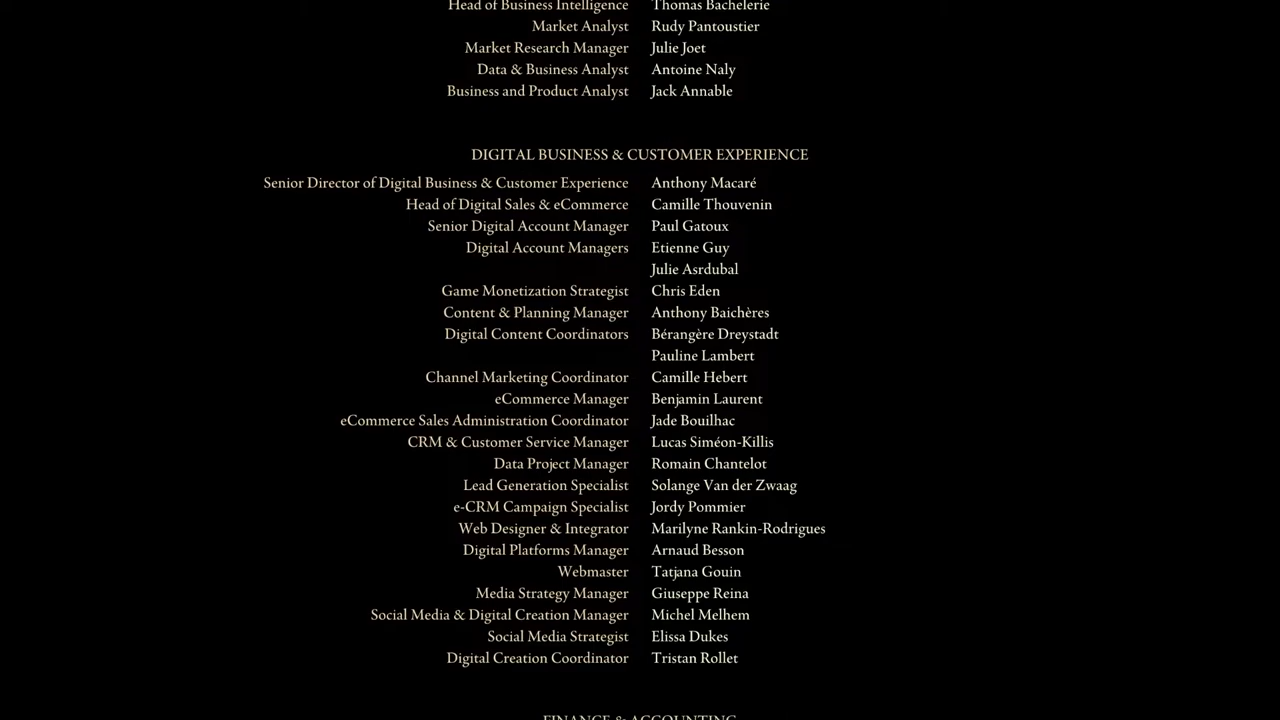 Head of Business Intelligence Thomas Bachelerie
Market Analyst Rudy Pantoustier
Market Research Manager Julie Joet
Data & Business Analyst Antoine Naly
Business and Product Analyst Jack Annable
DIGITAL BUSINESS & CUSTOMER EXPERIENCE
Senior Director of Digital Business & Customer Experience Anthony Macaré
Head of Digital Sales & eCommerce Camille Thouvenin
Senior Digital Account Manager Paul Gatoux
Digital Account Managers Etienne Guy
Julie Asrdubal
Game Monetization Strategist Chris Eden
Content & Planning Manager Anthony Baichères
Digital Content Coordinators Bérangère Dreystadt
Pauline Lambert
Channel Marketing Coordinator Camille Hebert
eCommerce Manager Benjamin Laurent
eCommerce Sales Administration Coordinator Jade Bouilhac
CRM & Customer Service Manager Lucas Siméon-Killis
Data Project Manager Romain Chantelot
Lead Generation Specialist Solange Van der Zwaag
e-CRM Campaign Specialist Jordy Pommier
Web Designer & Integrator Marilyne Rankin-Rodrigues
Digital Platforms Manager Arnaud Besson
Webmaster Tatjana Gouin
Media Strategy Manager Giuseppe Reina
Social Media & Digital Creation Manager Michel Melhem
Social Media Strategist Elissa Dukes
Digital Creation Coordinator Tristan Rollet
FINANCE & ACCOUNTING